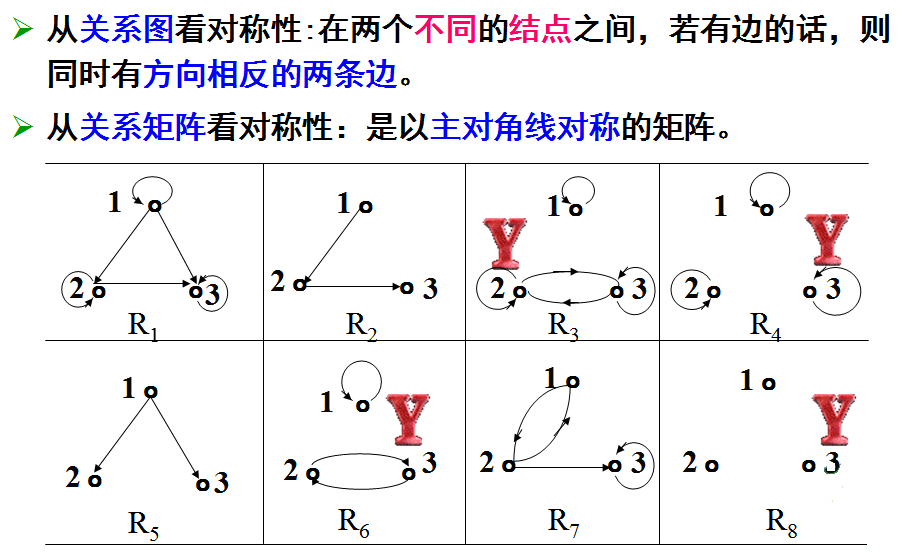 从关系图看对称性:在两个不同的结点之间，若有边的话，则
同时有方向相反的两条边。
从关系矩阵看对称性：是以主对角线对称的矩阵。
1 1 1 1
Y Y
2 3 2 3 2 3 2 3
R1 R2 R3 R4
1 1 1 1
Y Y
2 3 2 3 2 3 2 3
R5 R6 R7 R8